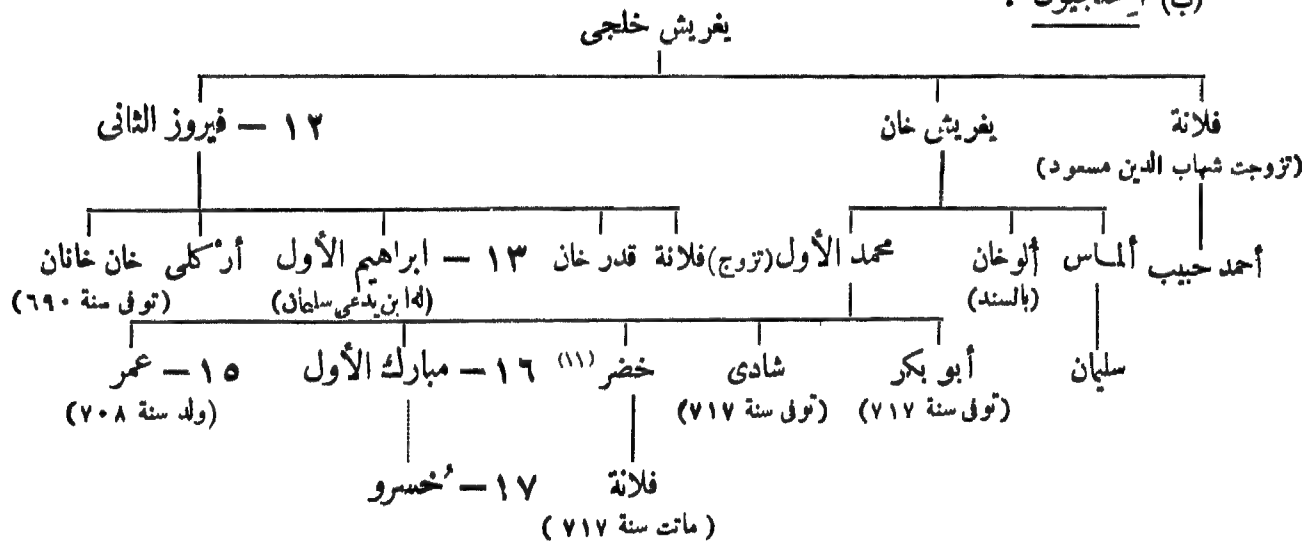 (ب)
يغريش خلجى
فلانة يغريش خان ١٢ — فيروز الثانى
(تزوجت شهاب الدين مسعود)
أحمد حبيب ألماس ألوخان محمد الأول (تزوج) فلانة قدر خان ١٣ — ابراهيم الأول أركلى خان خانان
(بالسند) (له ابن يدعى سليمان) (توفى سنة ٦٩٠)
سليمان أبو بكر شادى خضر (١١) ١٦ — مبارك الأول ١٥ — عمر
(توفى سنة ٧١٧) (توفى سنة ٧١٧) (ولد سنة ٧٠٨)
فلانة ١٧ — خسرو
(ماتت سنة ٧١٧)